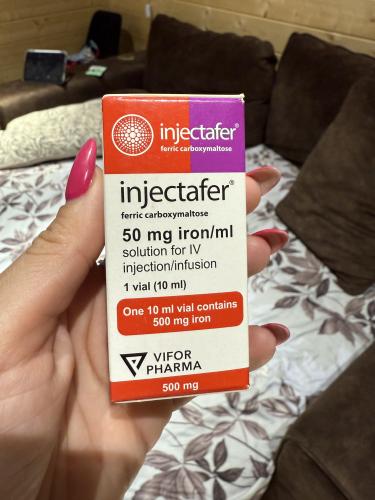 injectafer®
ferric carboxymaltose
injectafer®
ferric carboxymaltose
50 mg iron/ml
solution for IV
injection/infusion
1 vial (10 ml)
One 10 ml vial contains
500 mg iron
VIFOR
PHARMA
500 mg